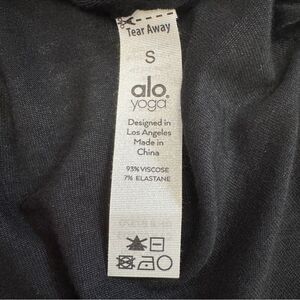 Tear Away
S
alo
yoga
Designed in
Los Angeles
Made in
China
93% VISCOSE
7% ELASTANE